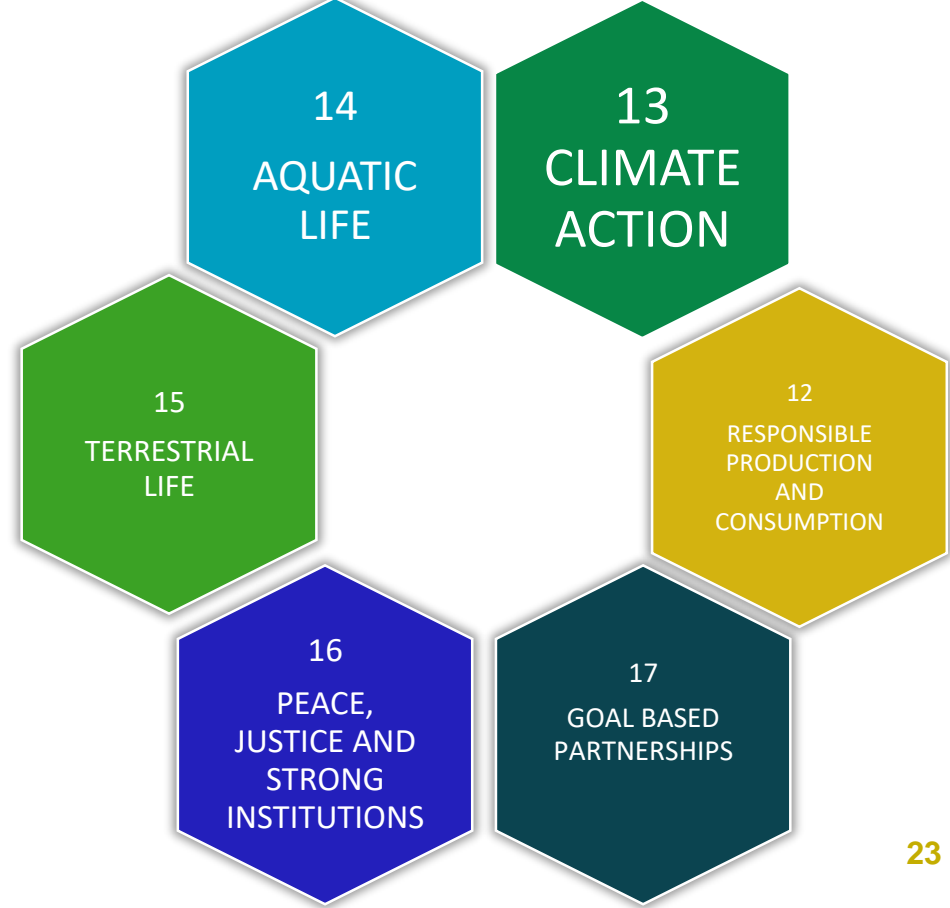 14
AQUATIC
LIFE
13
CLIMATE
ACTION
15
TERRESTRIAL
LIFE
12
RESPONSIBLE
PRODUCTION
AND
CONSUMPTION
16
PEACE,
JUSTICE AND
STRONG
INSTITUTIONS
17
GOAL BASED
PARTNERSHIPS
23